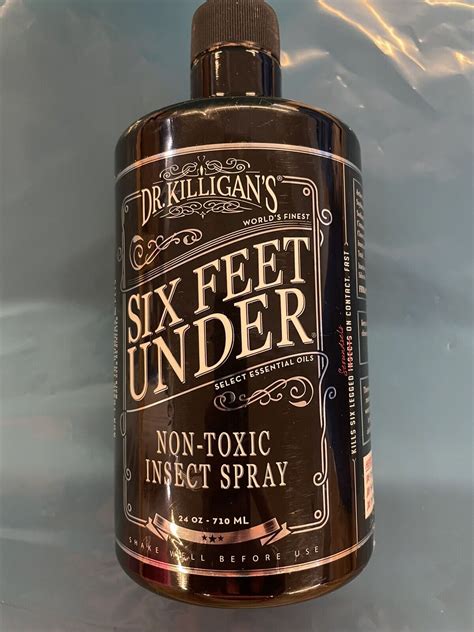 DR. KILLIGAN'S®
WORLD'S FINEST
SIX FEET
UNDER®
SELECT ESSENTIAL OILS
NON-TOXIC
INSECT SPRAY
24 OZ - 710 ML
SHAKE WELL BEFORE USE
KILLS SIX LEGGED INSECTS ON CONTACT, FAST